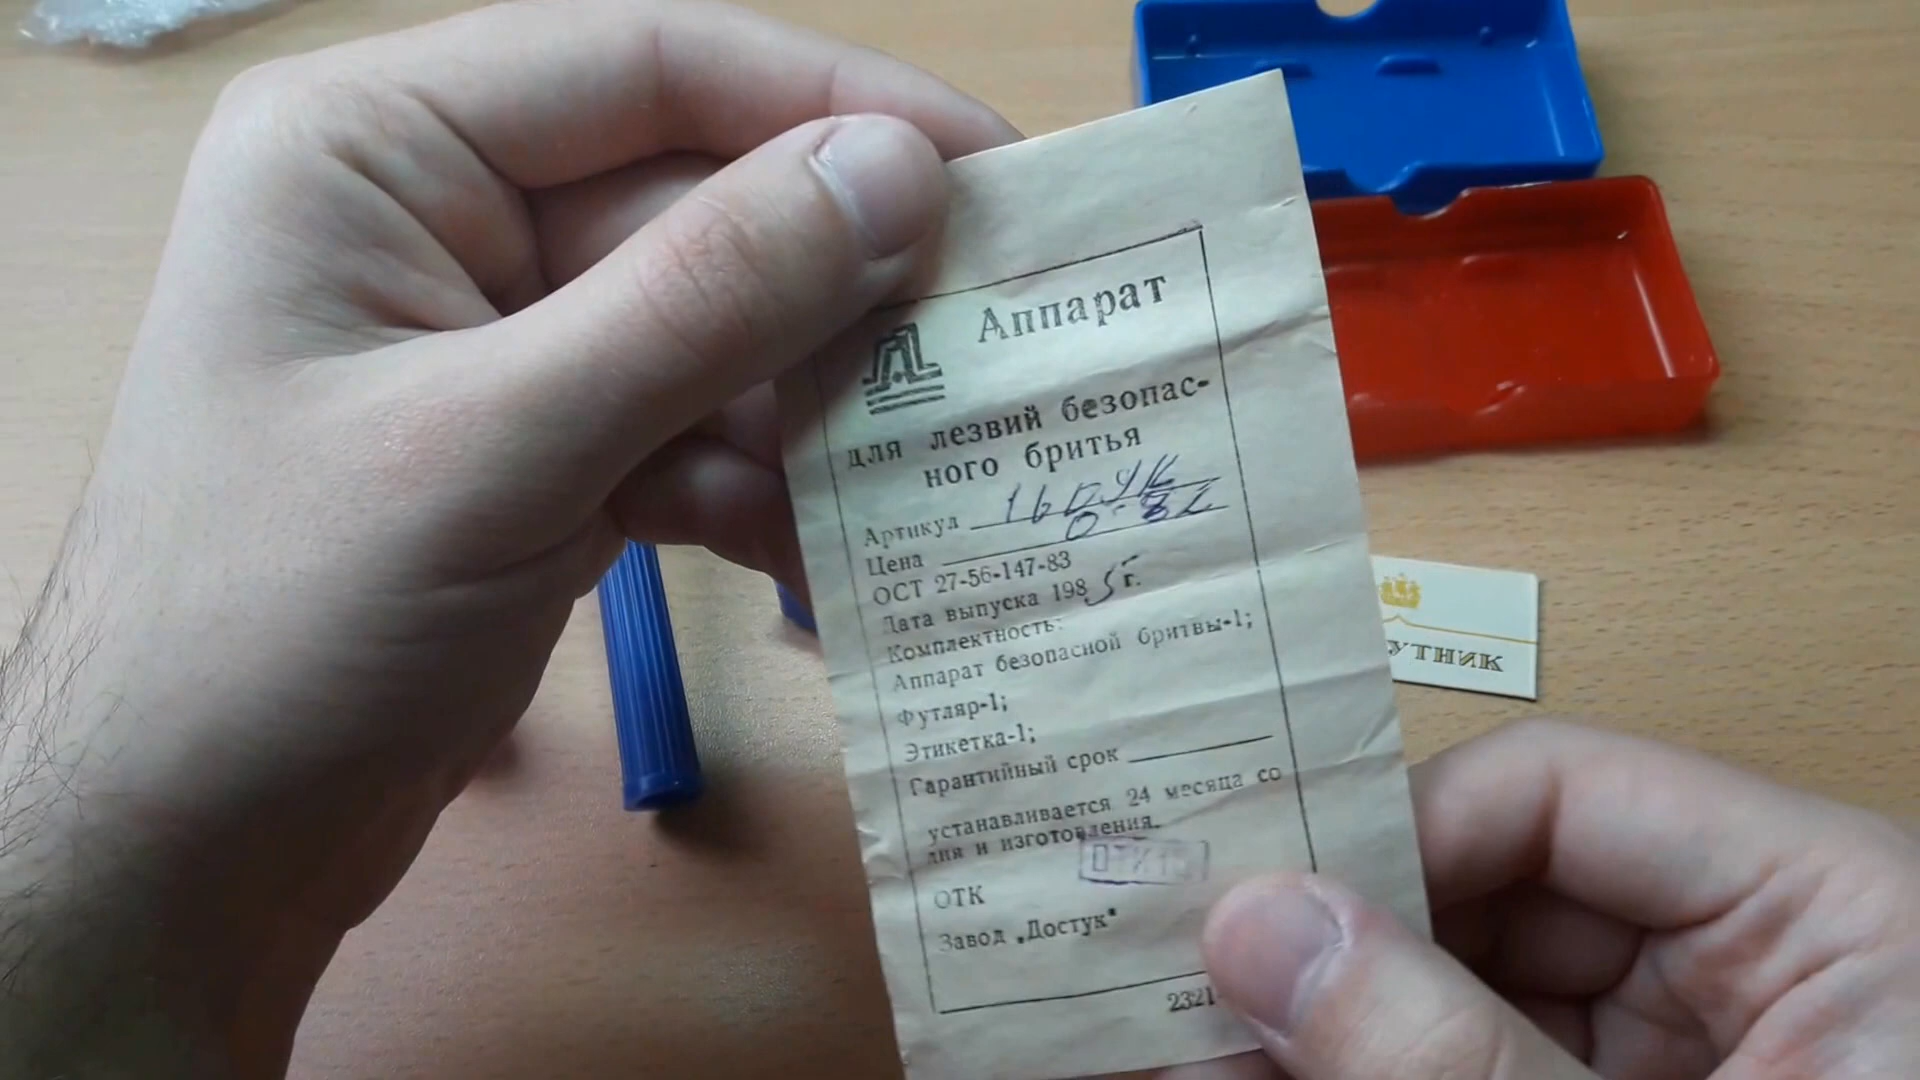 Аппарат
для лезвий безопас-
ного бритья
Артикул
Цена
ОСТ 27-56-147-83
Дата выпуска 1985 г.
Комплектность:
Аппарат безопасной бритвы-1;
Футляр-1;
Этикетка-1;
Гарантийный срок
устанавливается 24 месяца со
дня и изготовления.
ОТК
Завод „Достук“
2321
УТНИК